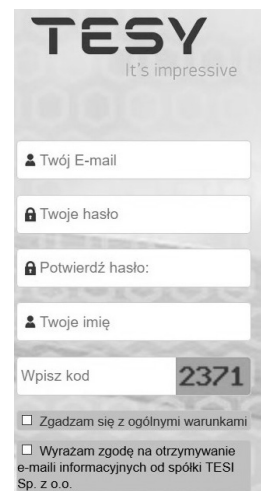 TESY
It's impressive
Twój E-mail
Twoje hasło
Potwierdź hasło:
Twoje imię
Wpisz kod 2371
Zgadzam się z ogólnymi warunkami
Wyrażam zgodę na otrzymywanie
e-maili informacyjnych od spółki TESI
Sp. z o.o.